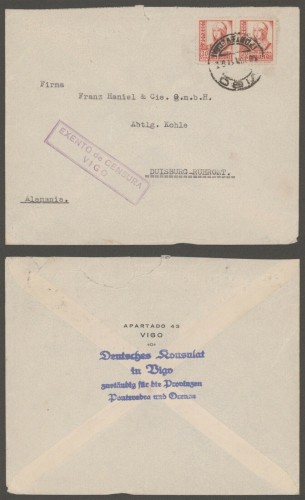 Firma
Franz Haniel & Cie. G.m.b.H.
Abtlg. Kohle
DUISBURG-RUHRORT.
Alemania.
EXENTO de CENSURA
VIGO
APARTADO 43
VIGO
Deutsches Konsulat
in Vigo
zuständig für die Provinzen
Pontevedra und Orense